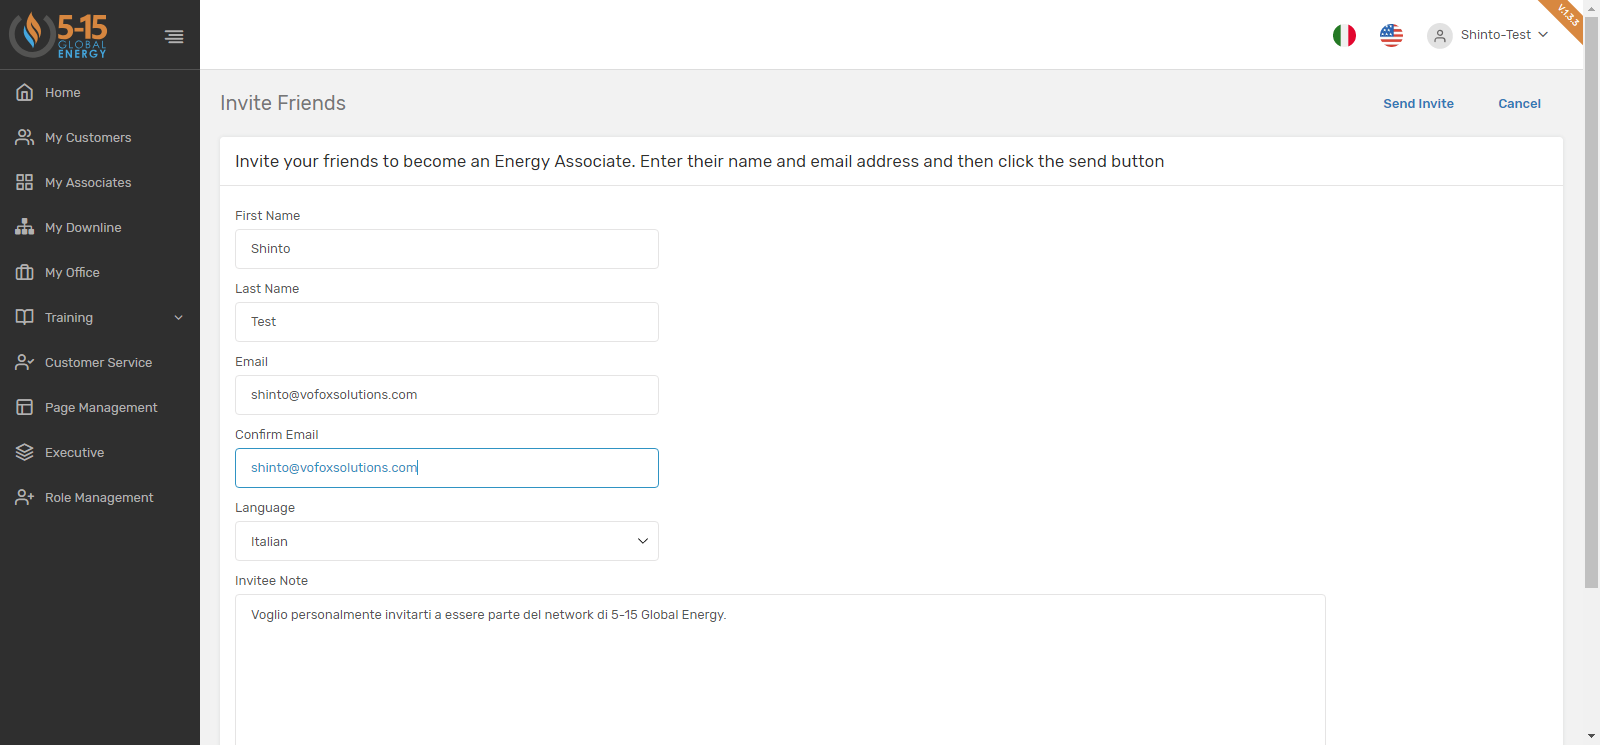 5-15
GLOBAL
ENERGY
Shinto-Test
V.1.3.3
Home
My Customers
My Associates
My Downline
My Office
Training
Customer Service
Page Management
Executive
Role Management
Invite Friends
Send Invite
Cancel
Invite your friends to become an Energy Associate. Enter their name and email address and then click the send button
First Name
Shinto
Last Name
Test
Email
shinto@vofoxsolutions.com
Confirm Email
shinto@vofoxsolutions.com
Language
Italian
Invitee Note
Voglio personalmente invitarti a essere parte del network di 5-15 Global Energy.